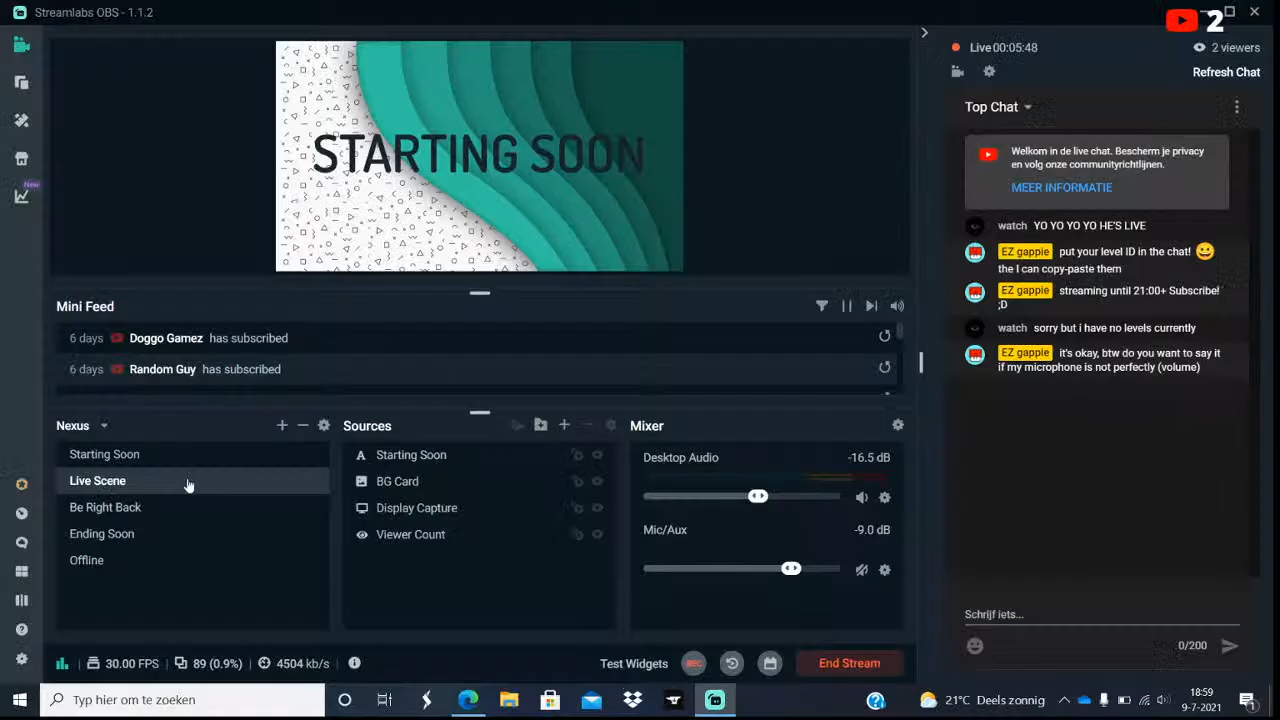 Streamlabs OBS - 1.1.2
2
Live 00:05:48
2 viewers
Refresh Chat
STARTING SOON
Top Chat
Welkom in de live chat. Bescherm je privacy
en volg onze communityrichtlijnen.
MEER INFORMATIE
New
watch YO YO YO YO HE'S LIVE
EZ gappie put your level ID in the chat!
the I can copy-paste them
EZ gappie streaming until 21:00+ Subscribe!
;D
watch sorry but i have no levels currently
EZ gappie it's okay, btw do you want to say it
if my microphone is not perfectly (volume)
Mini Feed
6 days Doggo Gamez has subscribed
6 days Random Guy has subscribed
Nexus
Starting Soon
Live Scene
Be Right Back
Ending Soon
Offline
Sources
Starting Soon
BG Card
Display Capture
Viewer Count
Mixer
Desktop Audio -16.5 dB
Mic/Aux -9.0 dB
Schrijf iets...
0/200
30.00 FPS 89 (0.9%) 4504 kb/s
Test Widgets REC End Stream
Typ hier om te zoeken
21°C Deels zonnig
18:59
9-7-2021
1